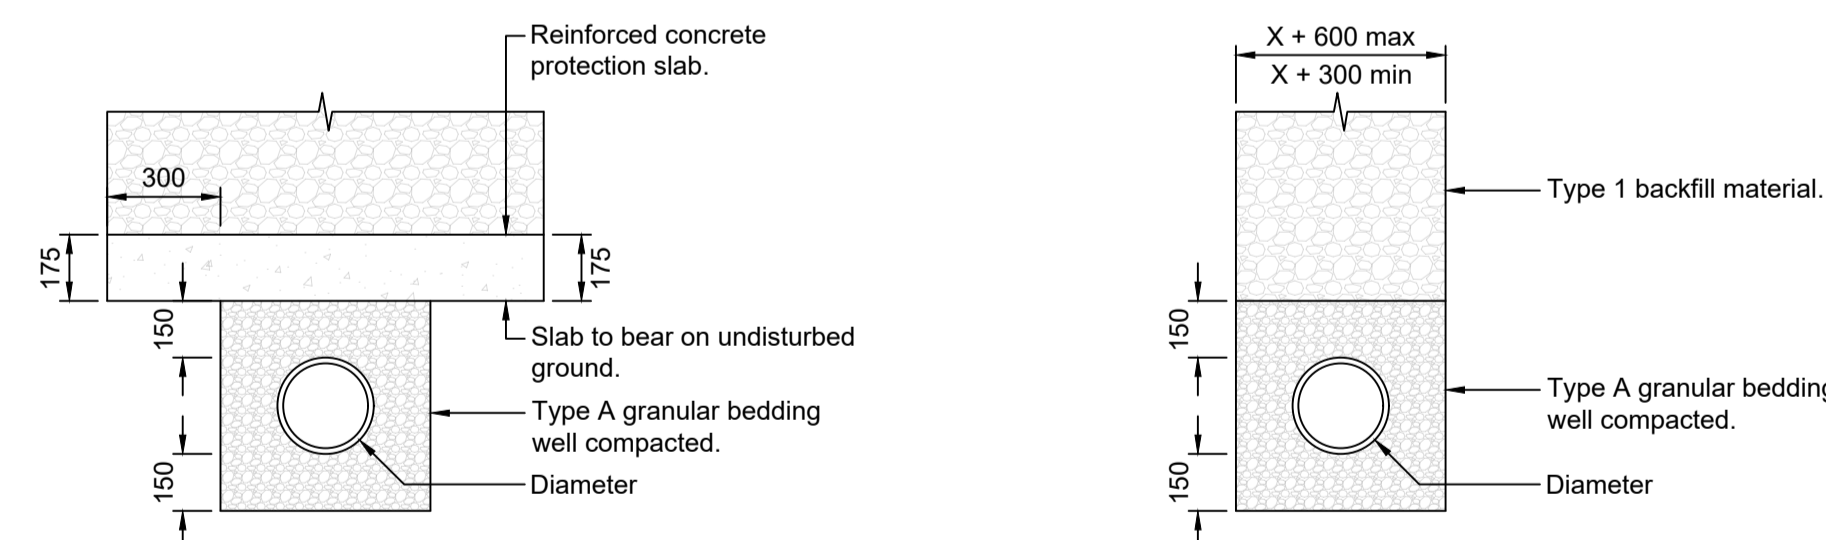 Reinforced concrete
protection slab.
300
175
175
150
150
Slab to bear on undisturbed
ground.
Type A granular bedding
well compacted.
Diameter
X + 600 max
X + 300 min
Type 1 backfill material.
150
150
Type A granular bedding
well compacted.
Diameter